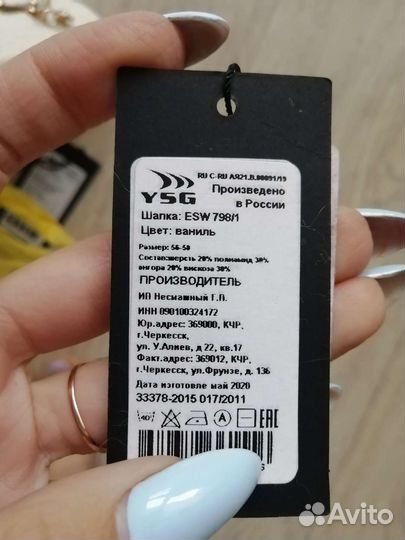 RU C-RU АЯ21.В.00091/19
YSG
Произведено
в России
Шапка: ESW 798/1
Цвет: ваниль
Размер: 56-58
Состав:шерсть 20% полиамид 30%
ангора 20% вискоза 30%
ПРОИЗВОДИТЕЛЬ
ИП Несмашный Г.П.
ИНН 090100324172
Юр.адрес: 369000, КЧР,
г.Черкесск,
ул. У.Алиев, д 22, кв.17
Факт.адрес: 369012, КЧР,
г.Черкесск, ул.Фрунзе, д. 136
Дата изготовле май 2020
33378-2015 017/2011
40° A EAC
Avito